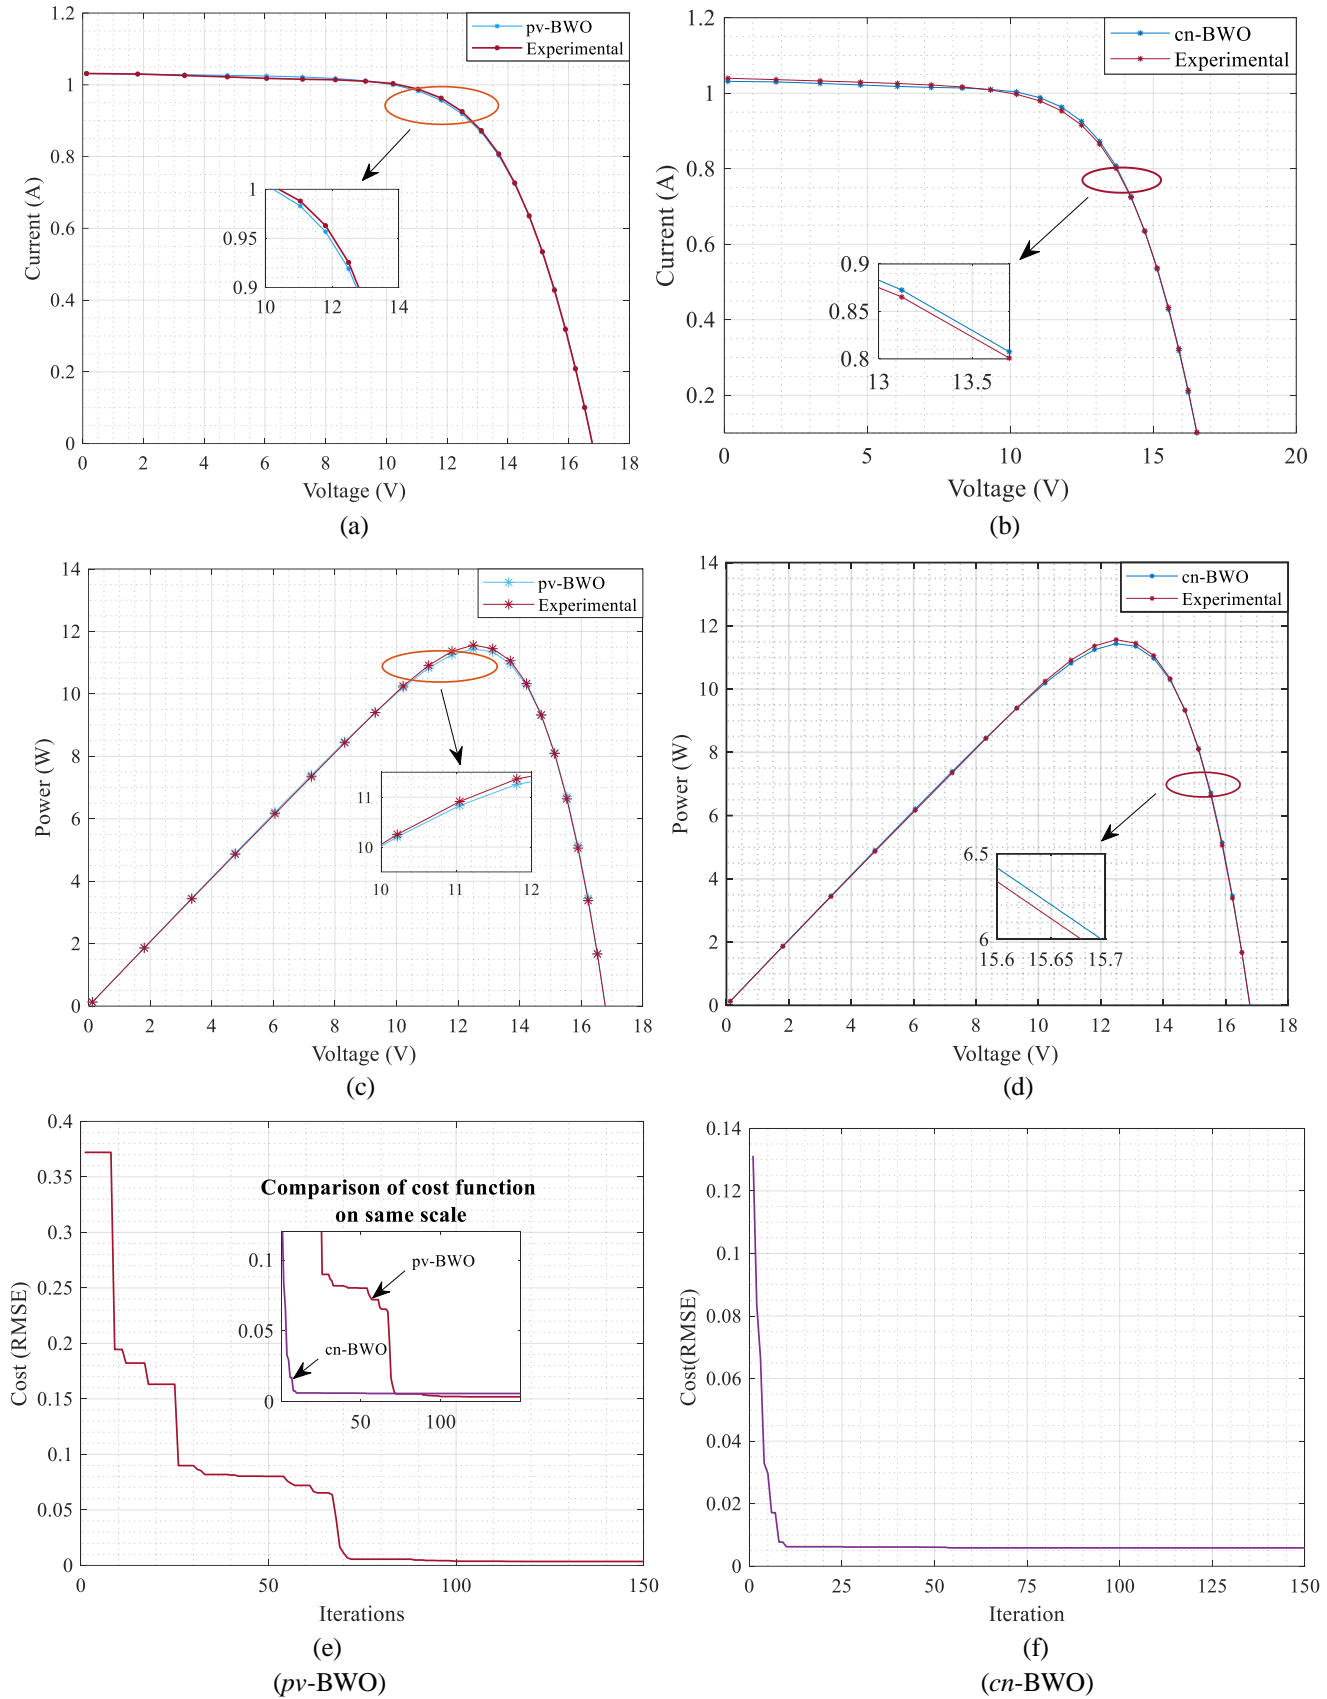 1.2
1
0.8
0.6
0.4
0.2
0
Current (A)
pv-BWO
Experimental
1
0.95
0.9
10 12 14
0 2 4 6 8 10 12 14 16 18
Voltage (V)
(a)
1.2
1
0.8
0.6
0.4
0.2
Current (A)
cn-BWO
Experimental
0.9
0.85
0.8
13 13.5
0 5 10 15 20
Voltage (V)
(b)
14
12
10
8
6
4
2
0
Power (W)
pv-BWO
Experimental
11
10
10 11 12
0 2 4 6 8 10 12 14 16 18
Voltage (V)
(c)
14
12
10
8
6
4
2
0
Power (W)
cn-BWO
Experimental
6.5
6
15.6 15.65 15.7
0 2 4 6 8 10 12 14 16 18
Voltage (V)
(d)
0.4
0.35
0.3
0.25
0.2
0.15
0.1
0.05
0
Cost (RMSE)
Comparison of cost function
on same scale
0.1
0.05
0
pv-BWO
cn-BWO
50 100
0 50 100 150
Iterations
(e)
(pv-BWO)
0.14
0.12
0.1
0.08
0.06
0.04
0.02
0
Cost(RMSE)
0 25 50 75 100 125 150
Iteration
(f)
(cn-BWO)